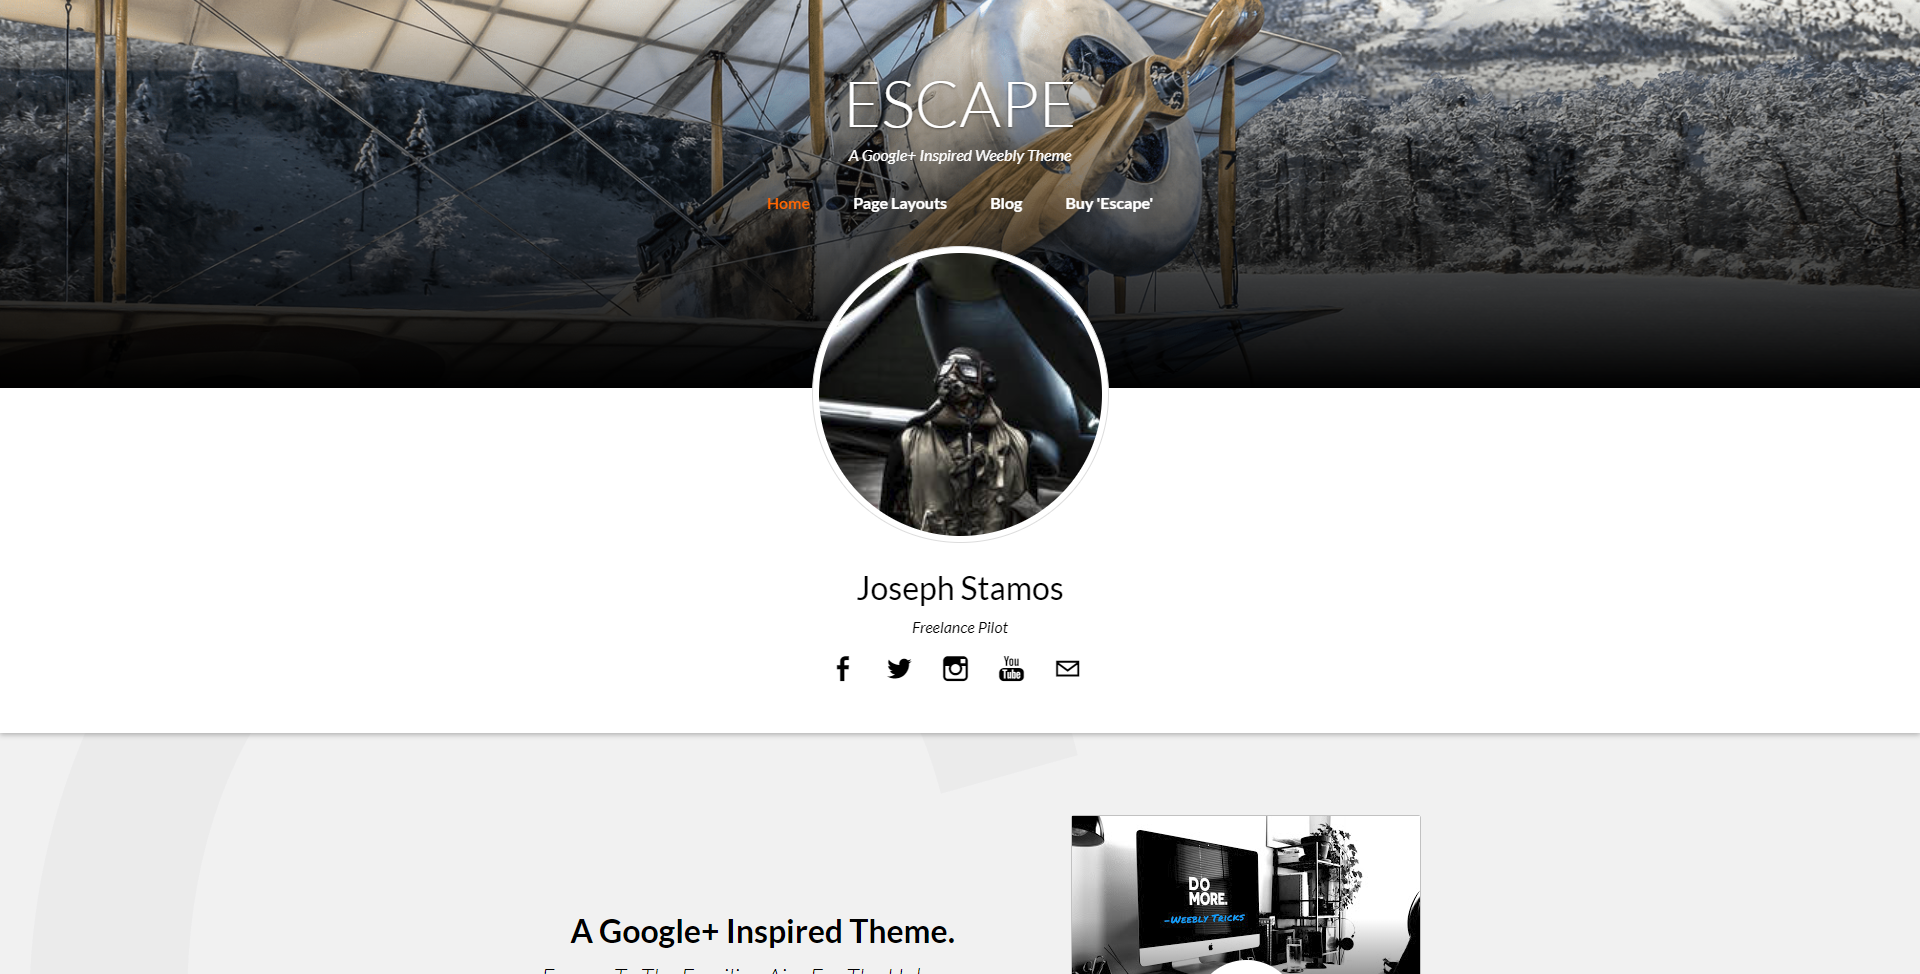 ESCAPE
A Google+ Inspired Weebly Theme
Home Page Layouts Blog Buy 'Escape'
Joseph Stamos
Freelance Pilot
You
Tube
DO
MORE.
-WEEBLY TRICKS
A Google+ Inspired Theme.